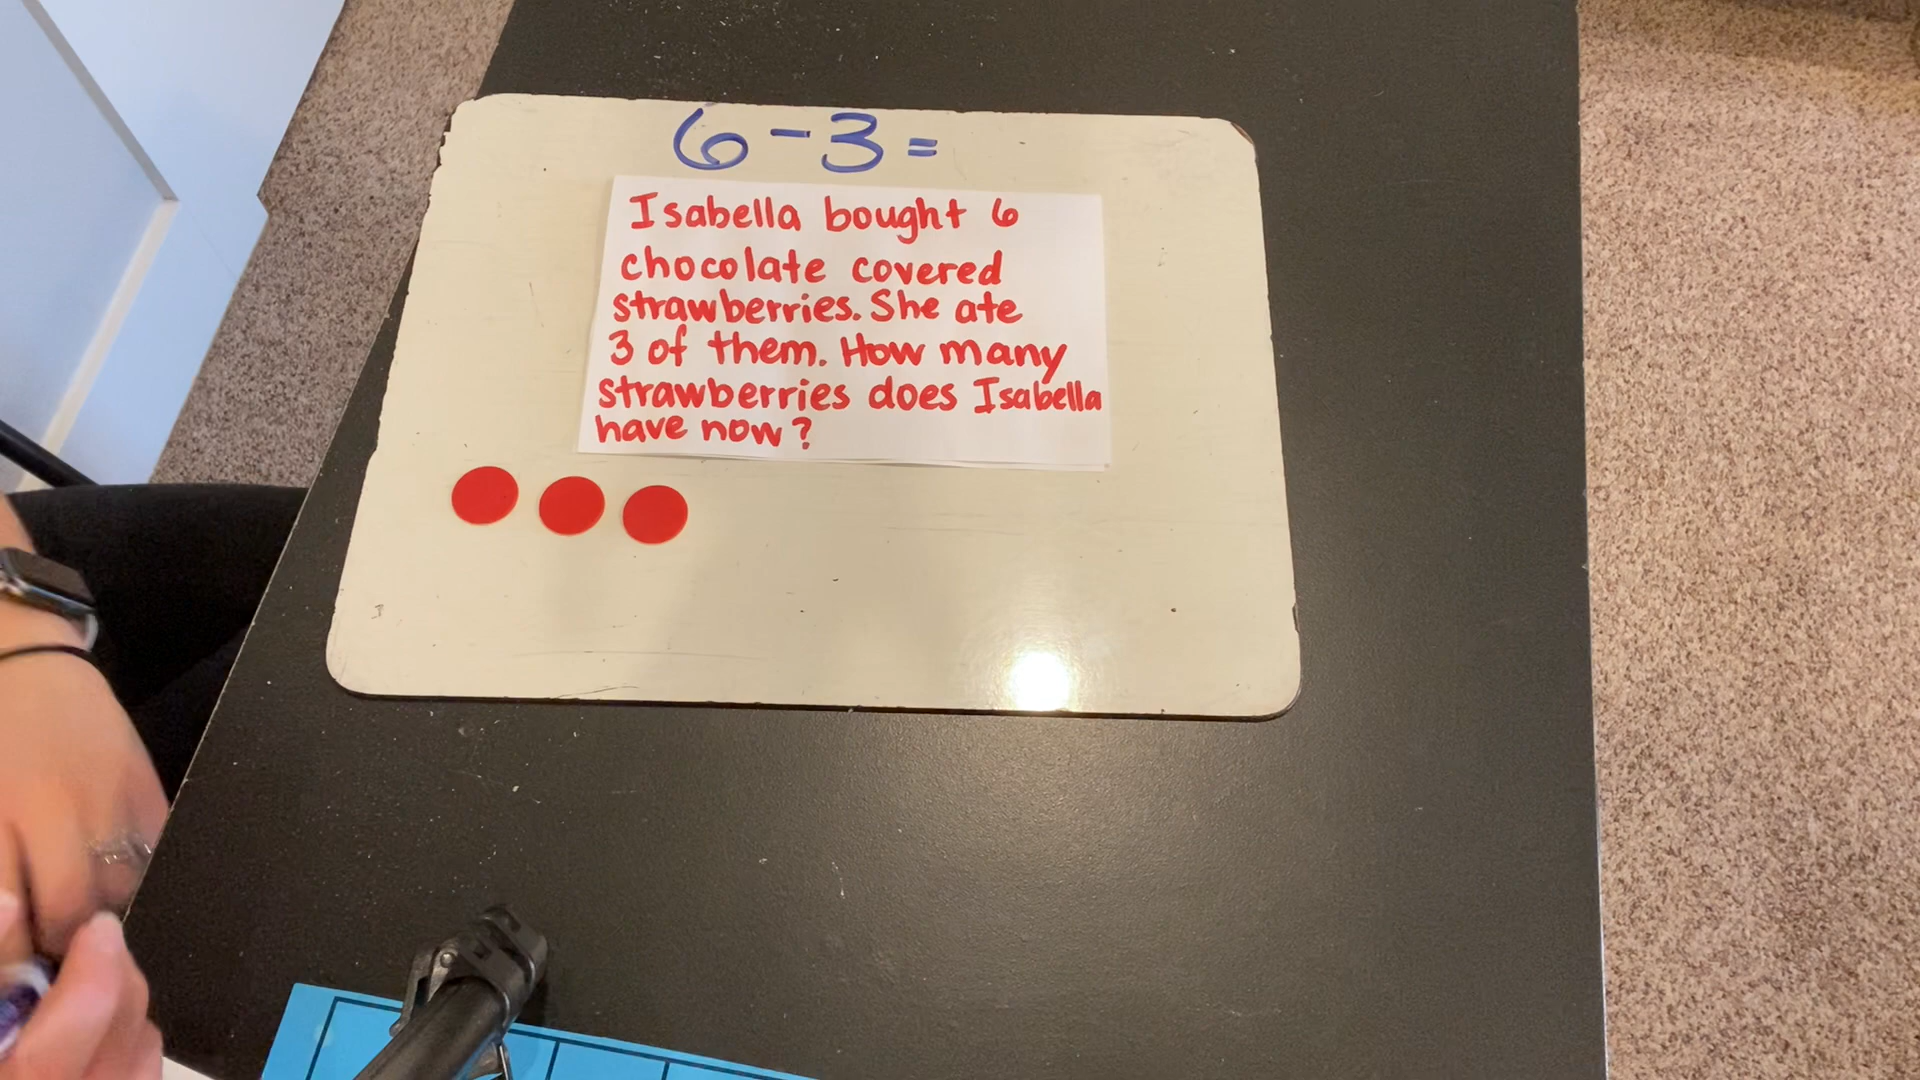 6-3=
Isabella bought 6
chocolate covered
strawberries. She ate
3 of them. How many
strawberries does Isabella
have now?